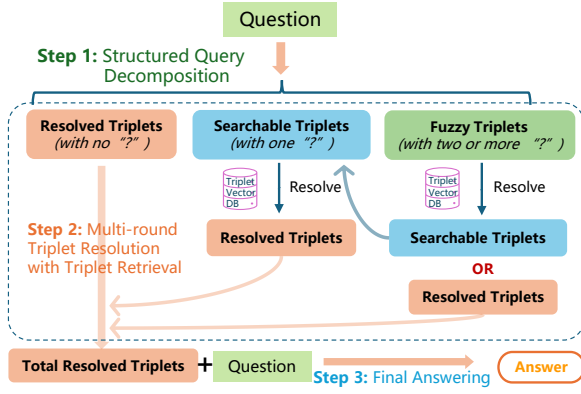 Question
Step 1: Structured Query
Decomposition
Resolved Triplets
(with no “?” )
Searchable Triplets
(with one “?” )
Fuzzy Triplets
(with two or more “?” )
Triplet
Vector
DB
Resolve
Triplet
Vector
DB
Resolve
Step 2: Multi-round
Triplet Resolution
with Triplet Retrieval
Resolved Triplets
Searchable Triplets
OR
Resolved Triplets
Total Resolved Triplets + Question
Step 3: Final Answering
Answer